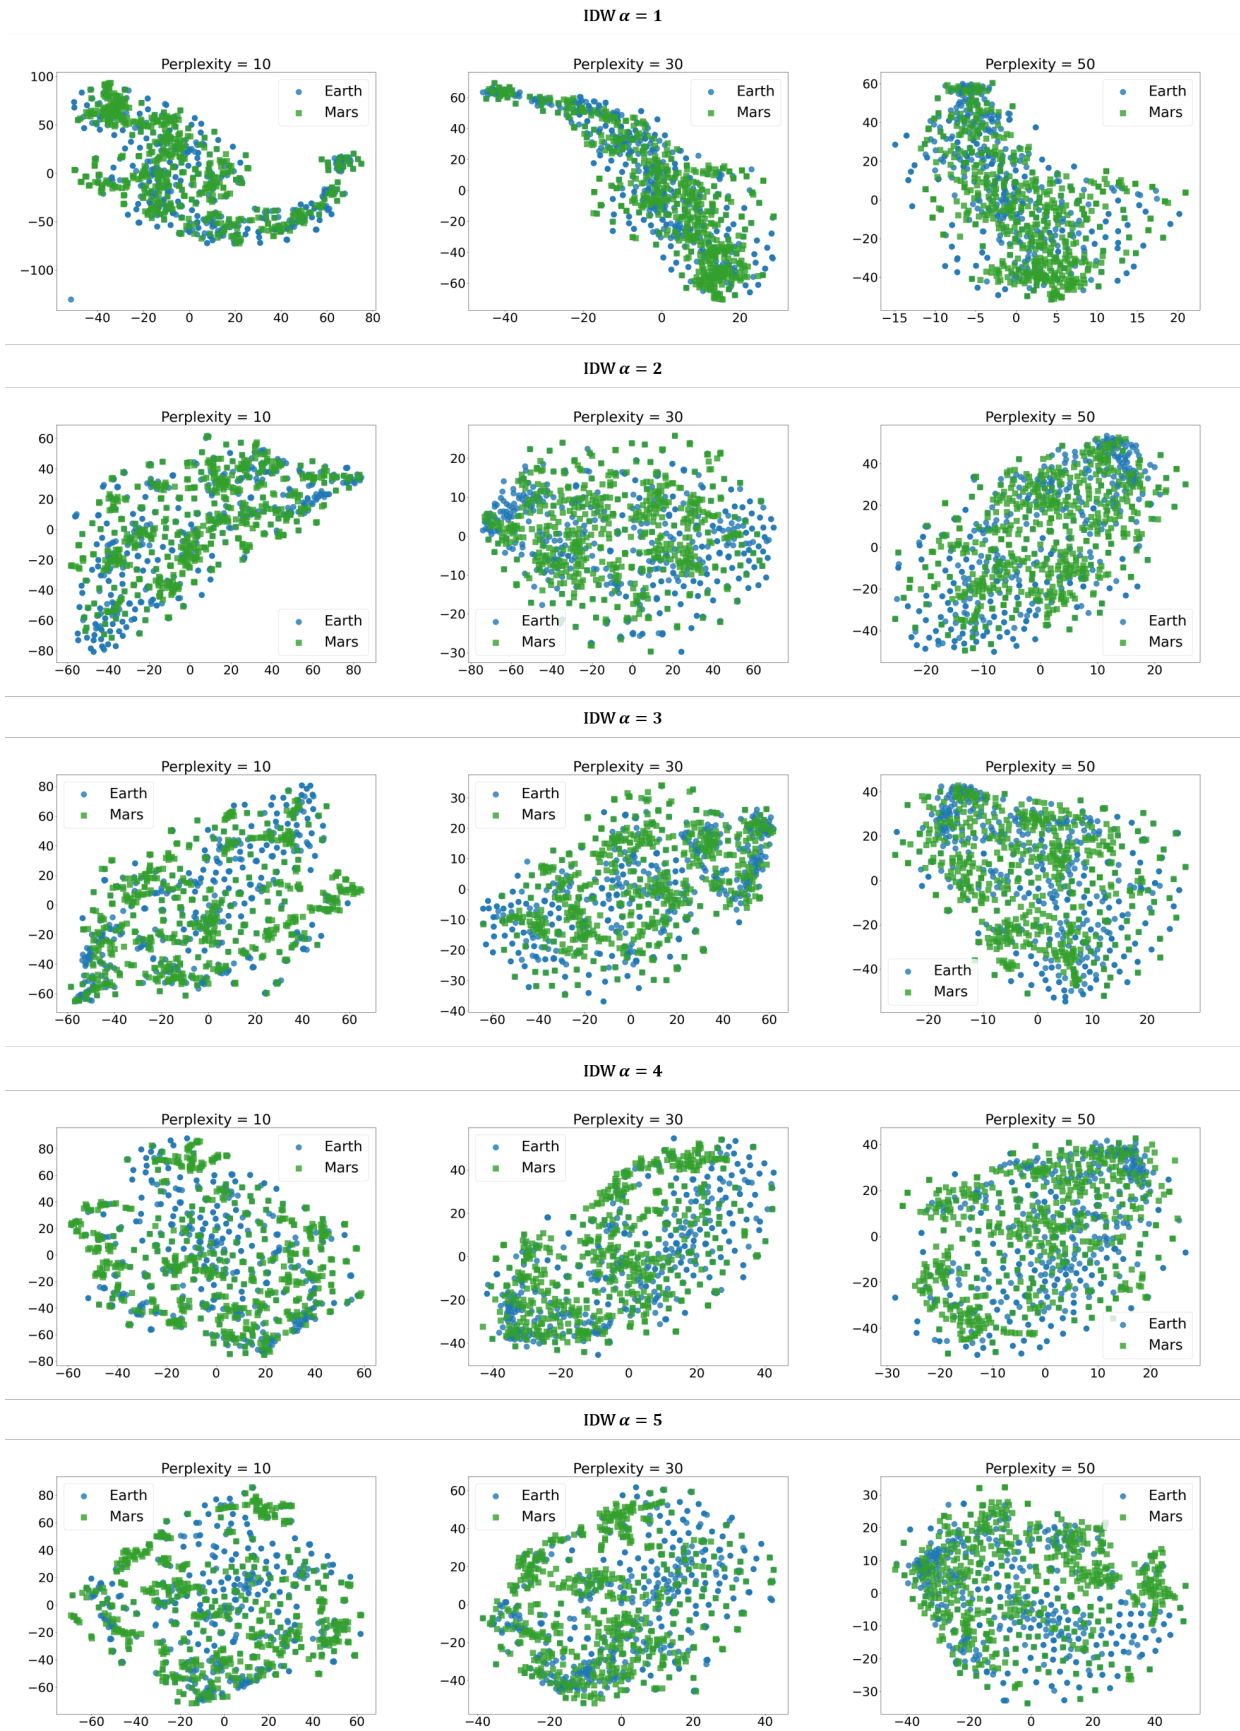 IDW α = 1
Perplexity = 10
Perplexity = 30
Perplexity = 50
Earth
Mars
Earth
Mars
Earth
Mars
100
50
0
−50
−100
−40 −20 0 20 40 60 80
60
40
20
0
−20
−40
−60
−40 −20 0 20
60
40
20
0
−20
−40
−15 −10 −5 0 5 10 15 20
IDW α = 2
Perplexity = 10
Perplexity = 30
Perplexity = 50
60
40
20
0
−20
−40
−60
−80
Earth
Mars
−60 −40 −20 0 20 40 60 80
20
10
0
−10
−20
−30
Earth
Mars
−80 −60 −40 −20 0 20 40 60
40
20
0
−20
−40
Earth
Mars
−20 −10 0 10 20
IDW α = 3
Perplexity = 10
Perplexity = 30
Perplexity = 50
Earth
Mars
80
60
40
20
0
−20
−40
−60
−60 −40 −20 0 20 40 60
Earth
Mars
30
20
10
0
−10
−20
−30
−40
−60 −40 −20 0 20 40 60
40
20
0
−20
−40
Earth
Mars
−20 −10 0 10 20
IDW α = 4
Perplexity = 10
Perplexity = 30
Perplexity = 50
Earth
Mars
80
60
40
20
0
−20
−40
−60
−80
−60 −40 −20 0 20 40 60
Earth
Mars
40
20
0
−20
−40
−40 −20 0 20 40
40
20
0
−20
−40
Earth
Mars
−30 −20 −10 0 10 20
IDW α = 5
Perplexity = 10
Perplexity = 30
Perplexity = 50
Earth
Mars
80
60
40
20
0
−20
−40
−60
−60 −40 −20 0 20 40 60
Earth
Mars
60
40
20
0
−20
−40
−40 −20 0 20 40
Earth
Mars
30
20
10
0
−10
−20
−30
−40 −20 0 20 40